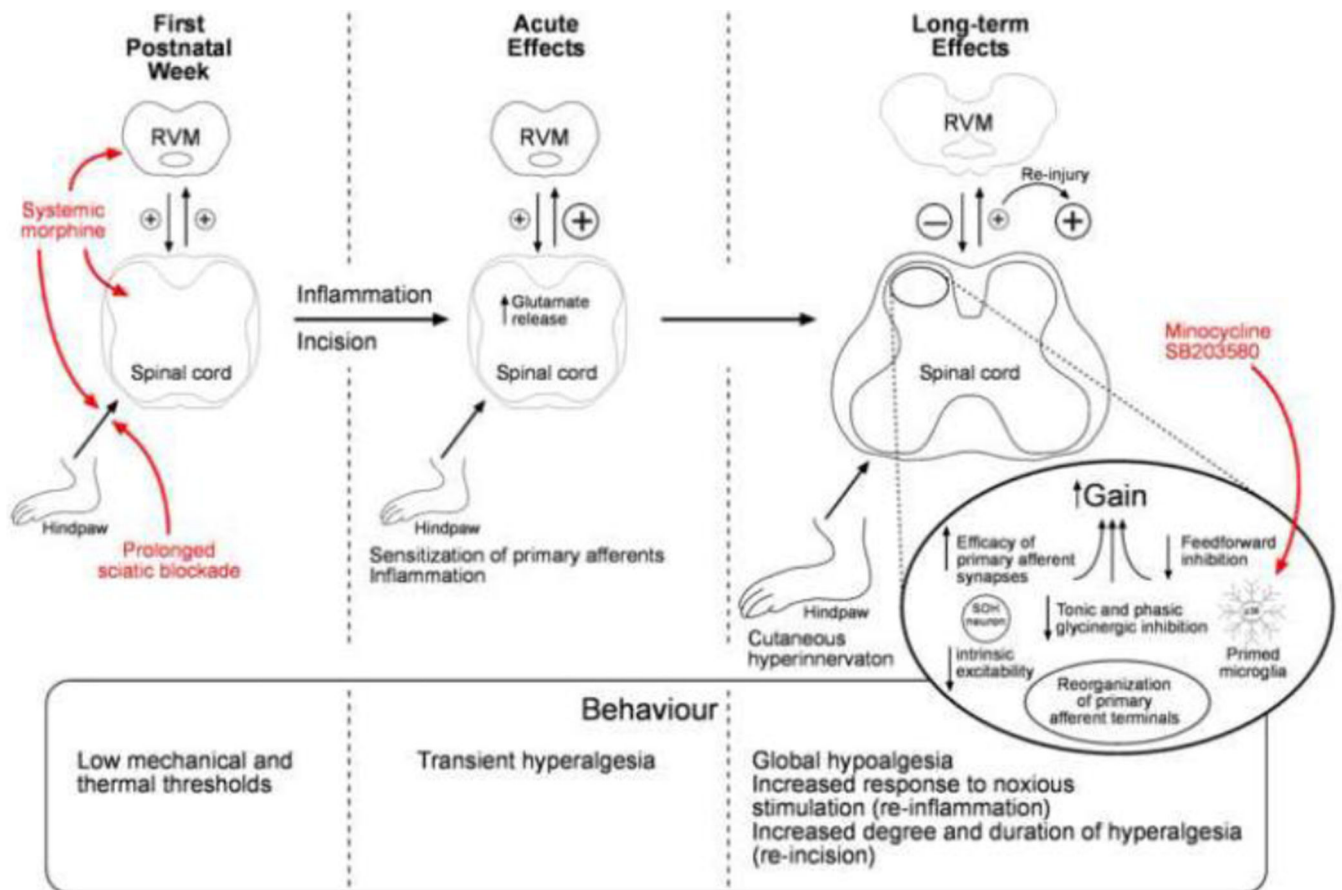 First
Postnatal
Week
RVM
+
+
Systemic
morphine
Spinal cord
Hindpaw
Prolonged
sciatic blockade
Inflammation
Incision
Acute
Effects
RVM
+
+
Glutamate
release
Spinal cord
Hindpaw
Sensitization of primary afferents
Inflammation
Long-term
Effects
RVM
Re-injury
−
+
+
Spinal cord
Hindpaw
Cutaneous
hyperinnervaton
Minocycline
SB203580
Gain
Efficacy of
primary afferent
synapses
Feedforward
inhibition
SDH
neuron
Tonic and phasic
glycinergic inhibition
p38
Primed
microglia
intrinsic
excitability
Reorganization
of primary
afferent terminals
Behaviour
Low mechanical and
thermal thresholds
Transient hyperalgesia
Global hypoalgesia
Increased response to noxious
stimulation (re-inflammation)
Increased degree and duration of hyperalgesia
(re-incision)